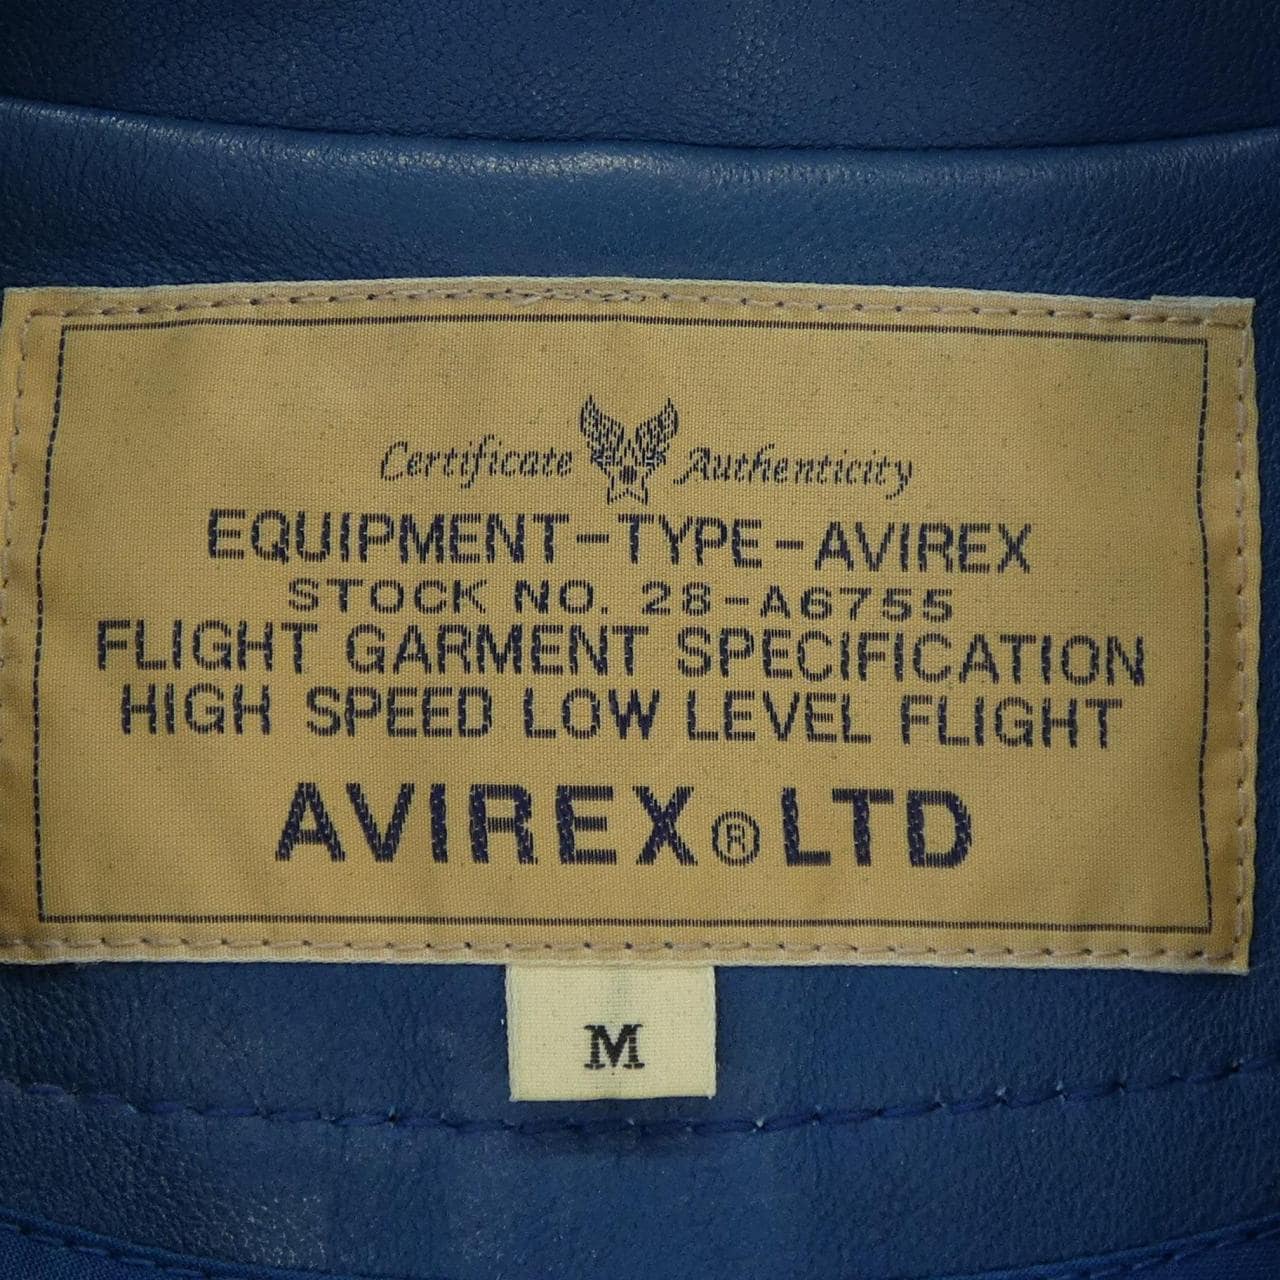 Certificate Authenticity
EQUIPMENT-TYPE-AVIREX
STOCK NO. 28-A6755
FLIGHT GARMENT SPECIFICATION
HIGH SPEED LOW LEVEL FLIGHT
AVIREX®LTD
M